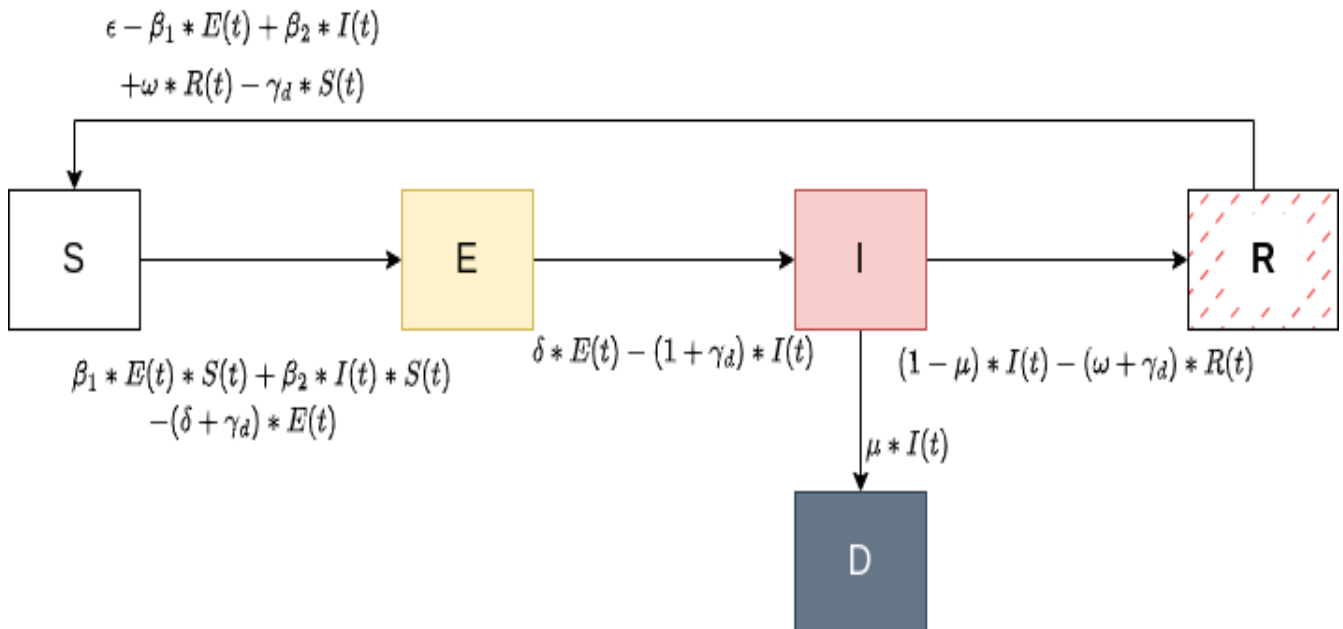 ϵ − β₁ * E(t) + β₂ * I(t)
+ω * R(t) − γ_d * S(t)
S
E
I
R
β₁ * E(t) * S(t) + β₂ * I(t) * S(t)
−(δ + γ_d) * E(t)
δ * E(t) − (1 + γ_d) * I(t)
(1 − μ) * I(t) − (ω + γ_d) * R(t)
μ * I(t)
D